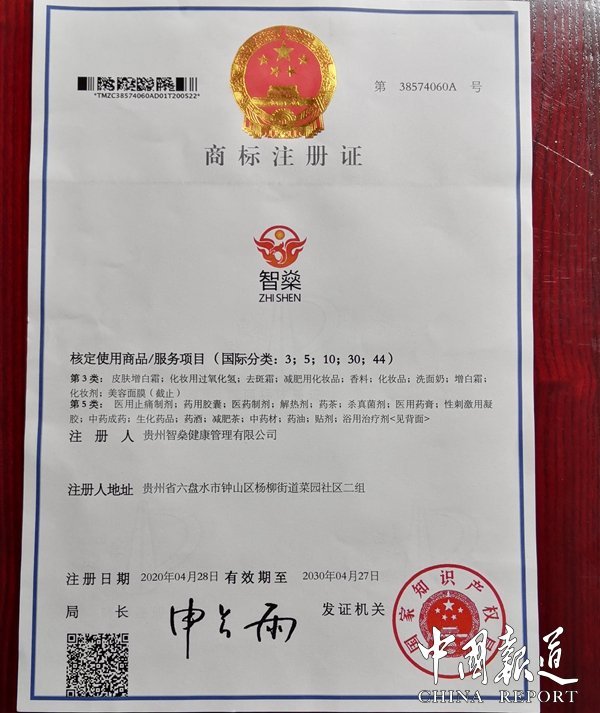 *TMZC38574060AD01T200522*
第 38574060A 号
商标注册证
智燊
ZHI SHEN
核定使用商品/服务项目（国际分类：3；5；10；30；44）
第3类：皮肤增白霜；化妆用过氧化氢；去斑霜；减肥用化妆品；香料；化妆品；洗面奶；增白霜；
化妆剂；美容面膜（截止）
第5类：医用止痛制剂；药用胶囊；医药制剂；解热剂；药茶；杀真菌剂；医用药膏；性刺激用凝
胶；中药成药；生化药品；药酒；减肥茶；中药材；药油；贴剂；浴用治疗剂<见背面>
注册人 贵州智燊健康管理有限公司
注册人地址 贵州省六盘水市钟山区杨柳街道菜园社区二组
注册日期 2020年04月28日 有效期至 2030年04月27日
局长 申长雨 发证机关
国家知识产权局
中国报道
CHINA REPORT